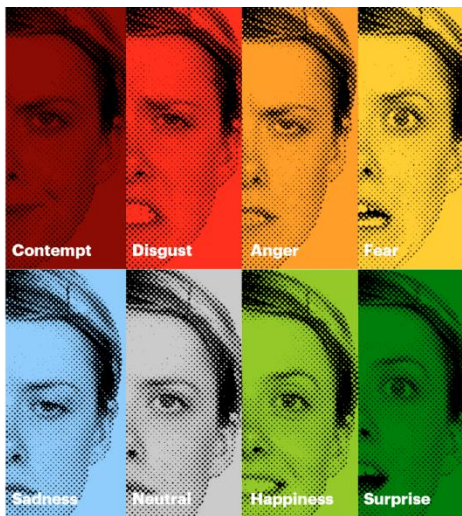 Contempt
Disgust
Anger
Fear
Sadness
Neutral
Happiness
Surprise